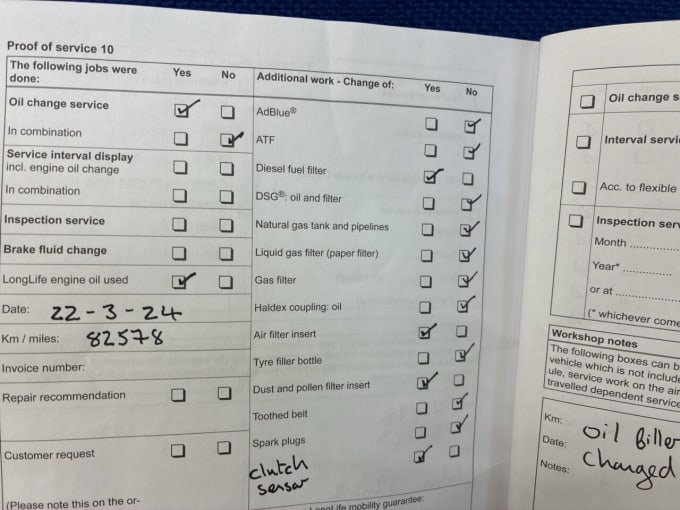 Proof of service 10
The following jobs were
done:
Yes
No
Oil change service
In combination
Service interval display
incl. engine oil change
In combination
Inspection service
Brake fluid change
LongLife engine oil used
Date: 22-3-24
Km / miles: 82578
Invoice number:
Repair recommendation
Customer request
(Please note this on the or-
Additional work - Change of:
Yes
No
AdBlue®
ATF
Diesel fuel filter
DSG®: oil and filter
Natural gas tank and pipelines
Liquid gas filter (paper filter)
Gas filter
Haldex coupling: oil
Air filter insert
Tyre filler bottle
Dust and pollen filter insert
Toothed belt
Spark plugs
clutch
sensor
LongLife mobility guarantee:
Oil change s
Interval servi
Acc. to flexible
Inspection serv
Month
Year*
or at
(* whichever come
Workshop notes
The following boxes can b
vehicle which is not include
ule, service work on the air
travelled dependent service
Km:
Date:
Notes:
oil filler
changed